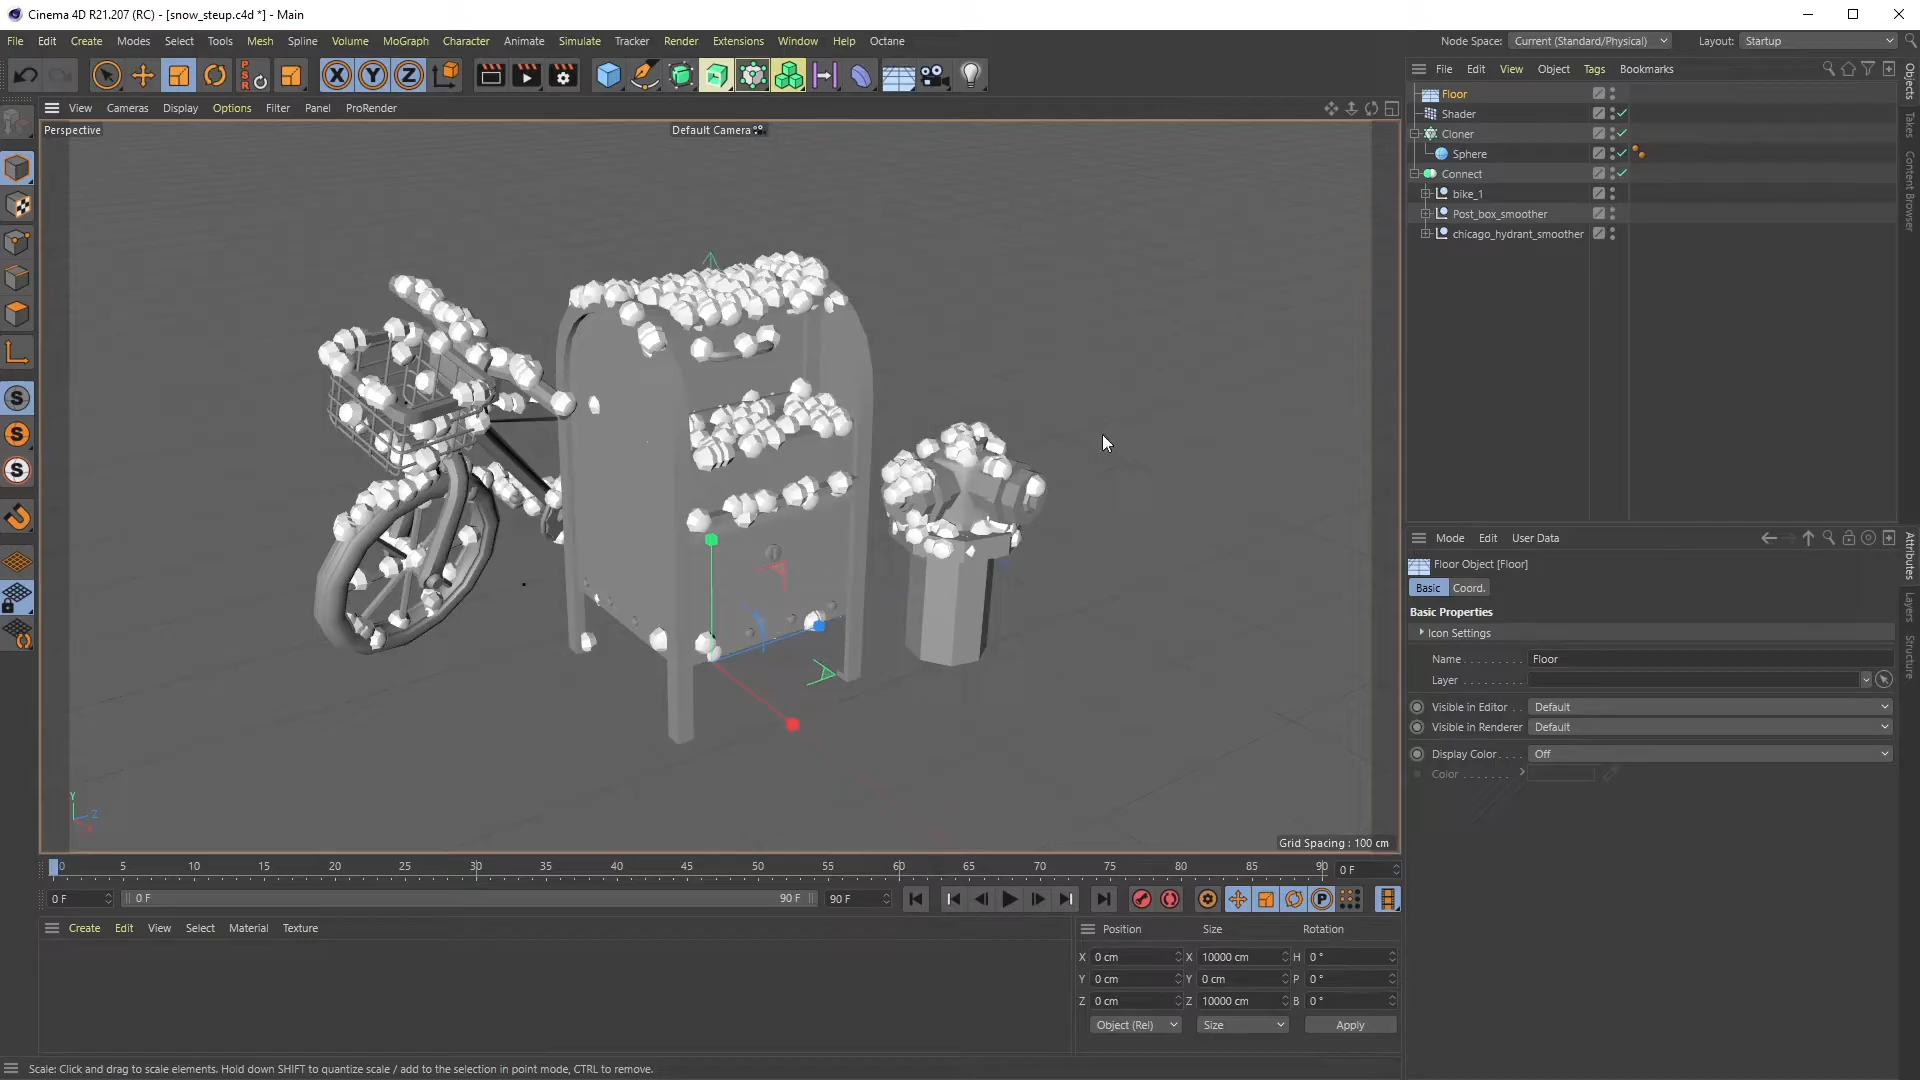 Cinema 4D R21.207 (RC) - [snow_steup.c4d *] - Main
File Edit Create Modes Select Tools Mesh Spline Volume MoGraph Character Animate Simulate Tracker Render Extensions Window Help Octane
Node Space: Current (Standard/Physical) Layout: Startup
X Y Z
PSR
File Edit View Object Tags Bookmarks
View Cameras Display Options Filter Panel ProRender
Perspective
Default Camera
Floor
Shader
Cloner
Sphere
Connect
bike_1
Post_box_smoother
chicago_hydrant_smoother
Objects
Takes
Content Browser
S
S
S
Mode Edit User Data
Floor Object [Floor]
Basic Coord.
Basic Properties
Icon Settings
Name Floor
Layer
Visible in Editor Default
Visible in Renderer Default
Display Color Off
Color
Attributes
Layers
Structure
Y
Z
X
Grid Spacing : 100 cm
0 5 10 15 20 25 30 35 40 45 50 55 60 65 70 75 80 85 90 0 F
0 F 0 F 90 F 90 F
P
Create Edit View Select Material Texture
Position Size Rotation
X 0 cm X 10000 cm H 0 °
Y 0 cm Y 0 cm P 0 °
Z 0 cm Z 10000 cm B 0 °
Object (Rel) Size Apply
Scale: Click and drag to scale elements. Hold down SHIFT to quantize scale / add to the selection in point mode, CTRL to remove.